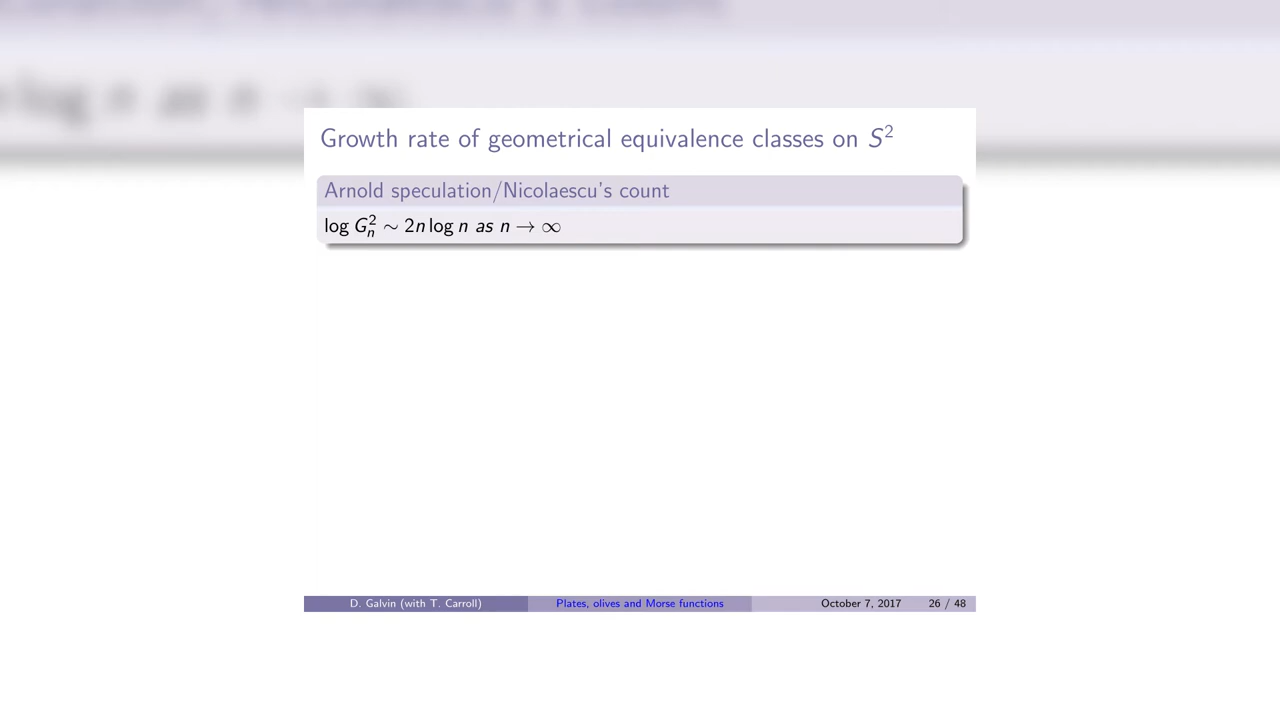 Growth rate of geometrical equivalence classes on S²
Arnold speculation/Nicolaescu's count
log G²ₙ ∼ 2n log n as n → ∞
D. Galvin (with T. Carroll) Plates, olives and Morse functions October 7, 2017 26 / 48